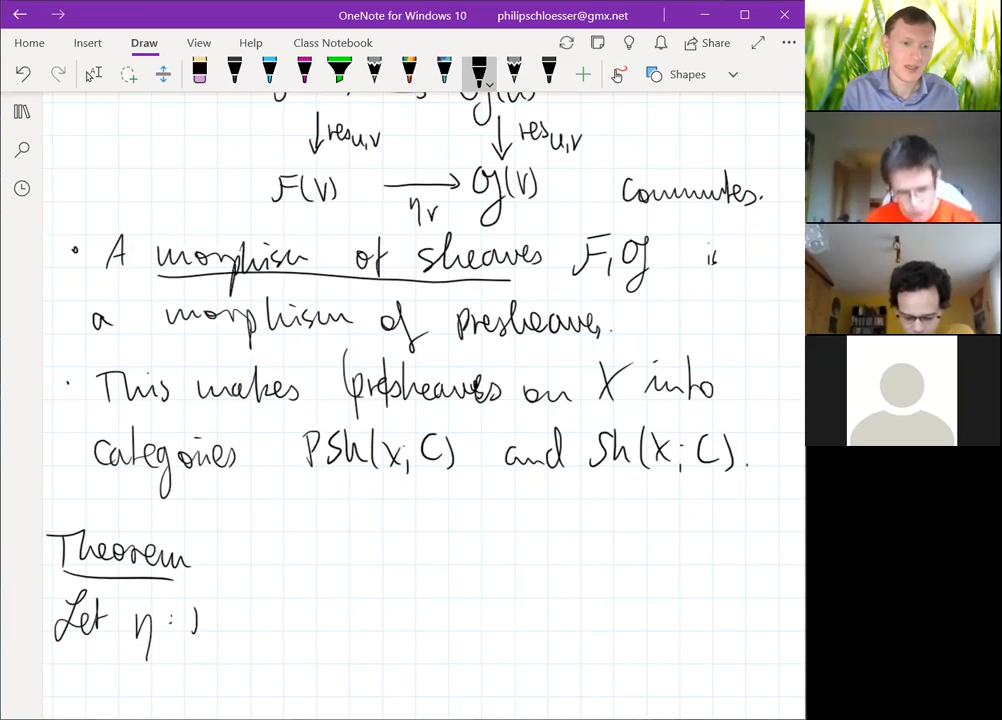 OneNote for Windows 10
philipschloesser@gmx.net
Home Insert Draw View Help Class Notebook
Share
Shapes
↓res_{U,V} ↓res_{U,V}
F(V) → G(V) commutes.
η_V
• A morphism of sheaves F, G is
a morphism of presheaves.
• This makes (pre)sheaves on X into
categories PSh(X, C) and Sh(X; C).
Theorem
Let η :